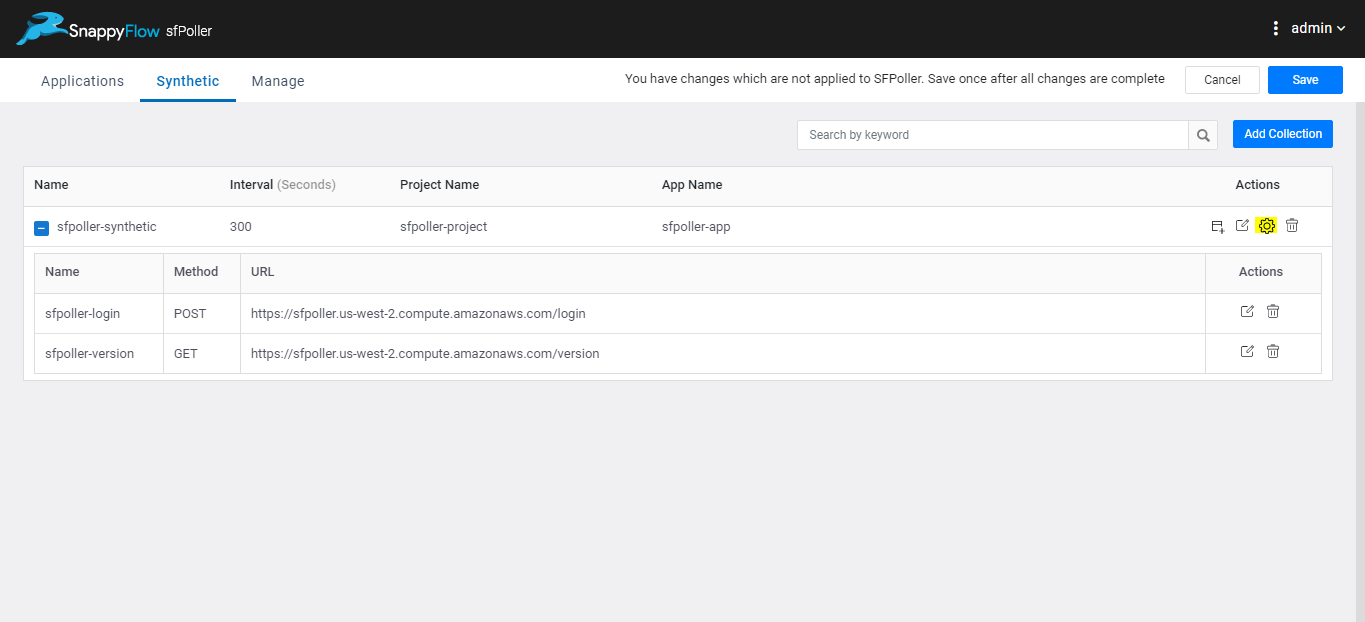 SnappyFlow sfPoller
admin
Applications Synthetic Manage
You have changes which are not applied to SFPoller. Save once after all changes are complete
Cancel Save
Search by keyword
Add Collection
Name Interval (Seconds) Project Name App Name Actions
sfpoller-synthetic 300 sfpoller-project sfpoller-app
Name Method URL Actions
sfpoller-login POST https://sfpoller.us-west-2.compute.amazonaws.com/login
sfpoller-version GET https://sfpoller.us-west-2.compute.amazonaws.com/version